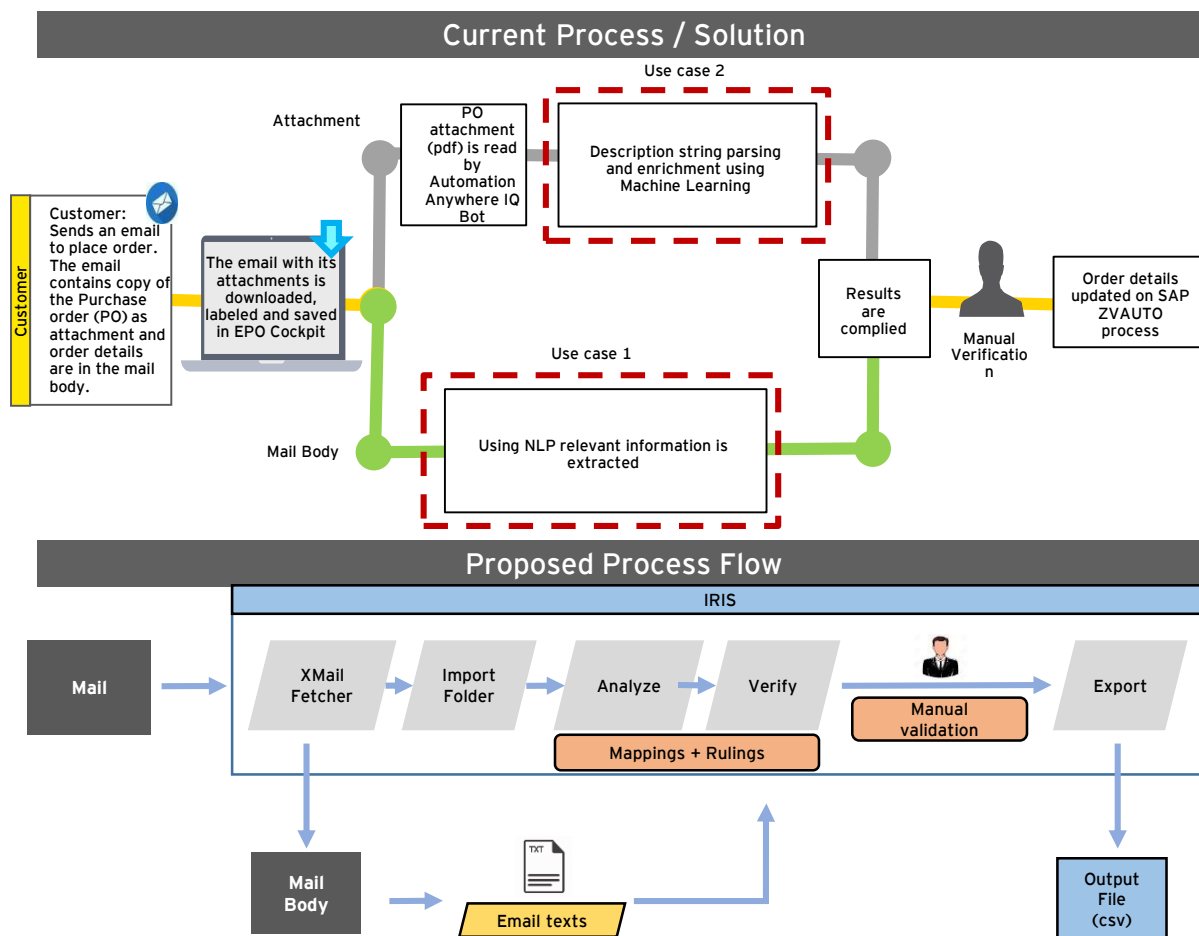 Current Process / Solution
Use case 2
Attachment
PO
attachment
(pdf) is read
by
Automation
Anywhere IQ
Bot
Description string parsing
and enrichment using
Machine Learning
Customer
Customer:
Sends an email
to place order.
The email
contains copy of
the Purchase
order (PO) as
attachment and
order details
are in the mail
body.
The email with its
attachments is
downloaded,
labeled and saved
in EPO Cockpit
Results
are
complied
Manual
Verificatio
n
Order details
updated on SAP
ZVAUTO
process
Use case 1
Mail Body
Using NLP relevant information is
extracted
Proposed Process Flow
IRIS
Mail
XMail
Fetcher
Import
Folder
Analyze
Verify
Manual
validation
Export
Mappings + Rulings
Mail
Body
TXT
Email texts
Output
File
(csv)